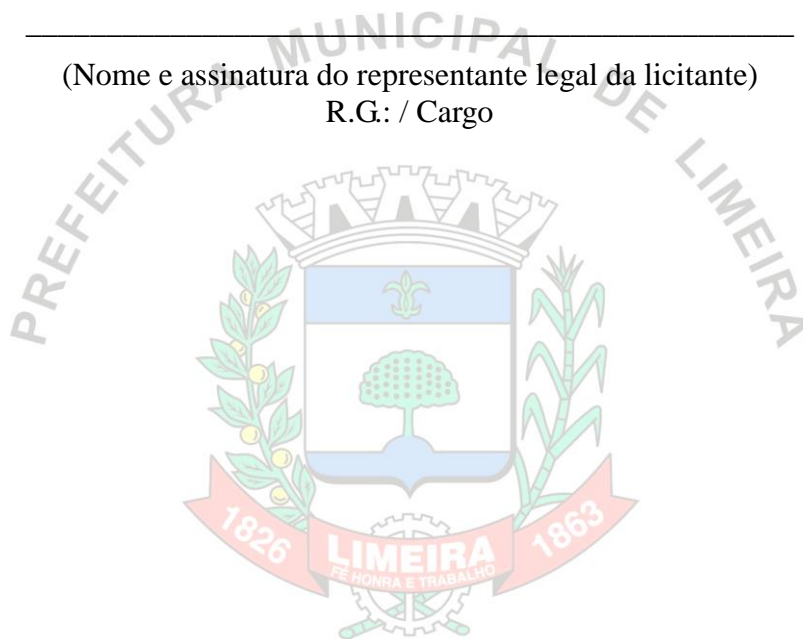 PREFEITURA MUNICIPAL DE LIMEIRA
(Nome e assinatura do representante legal da licitante)
R.G.: / Cargo
1826
LIMEIRA
1863
FÉ HONRA E TRABALHO